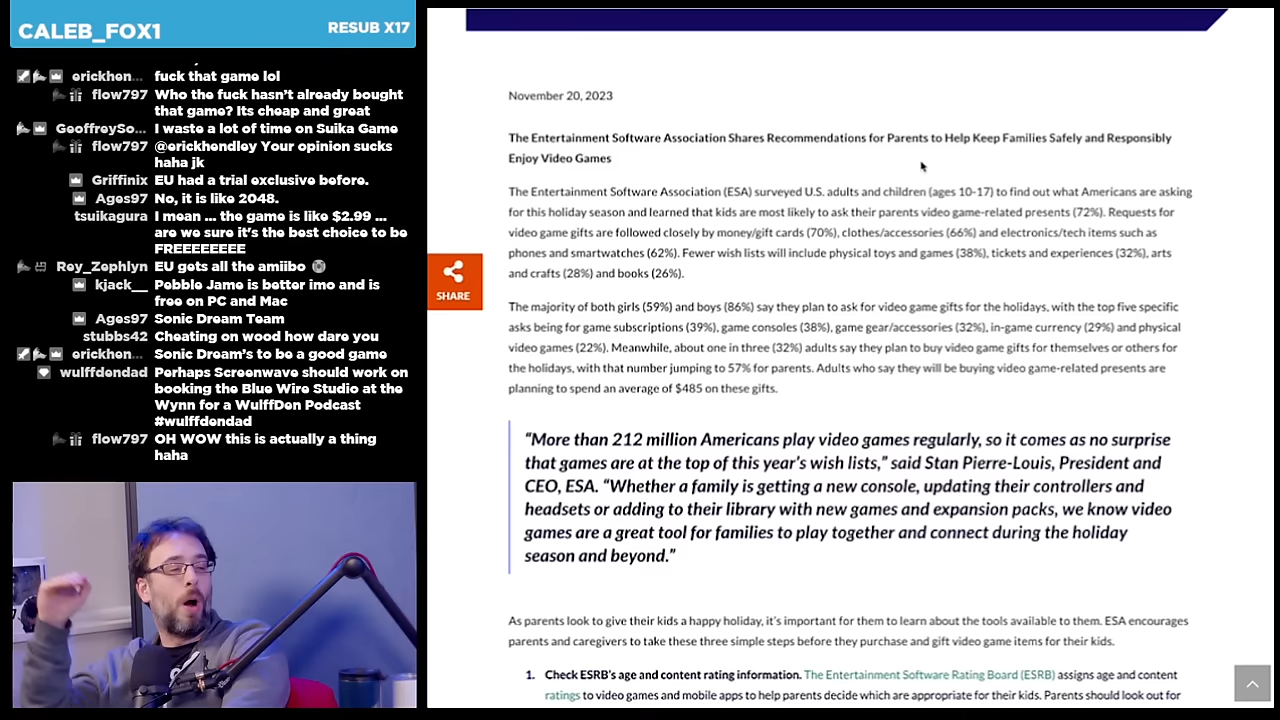 CALEB_FOX1
RESUB X17
erickhen... fuck that game lol
flow797 Who the fuck hasn't already bought
that game? Its cheap and great
GeoffreySo... I waste a lot of time on Suika Game
flow797 @erickhendley Your opinion sucks
haha jk
Griffinix EU had a trial exclusive before.
Ages97 No, it is like 2048.
tsuikagura I mean ... the game is like $2.99 ...
are we sure it's the best choice to be
FREEEEEEEE
Rey_Zephlyn EU gets all the amiibo
kjack__ Pebble Jame is better imo and is
free on PC and Mac
Ages97 Sonic Dream Team
stubbs42 Cheating on wood how dare you
erickhen... Sonic Dream's to be a good game
wulffdendad Perhaps Screenwave should work on
booking the Blue Wire Studio at the
Wynn for a WulffDen Podcast
#wulffdendad
flow797 OH WOW this is actually a thing
haha
November 20, 2023
The Entertainment Software Association Shares Recommendations for Parents to Help Keep Families Safely and Responsibly
Enjoy Video Games
The Entertainment Software Association (ESA) surveyed U.S. adults and children (ages 10-17) to find out what Americans are asking
for this holiday season and learned that kids are most likely to ask their parents video game-related presents (72%). Requests for
video game gifts are followed closely by money/gift cards (70%), clothes/accessories (66%) and electronics/tech items such as
phones and smartwatches (62%). Fewer wish lists will include physical toys and games (38%), tickets and experiences (32%), arts
and crafts (28%) and books (26%).
SHARE
The majority of both girls (59%) and boys (86%) say they plan to ask for video game gifts for the holidays, with the top five specific
asks being for game subscriptions (39%), game consoles (38%), game gear/accessories (32%), in-game currency (29%) and physical
video games (22%). Meanwhile, about one in three (32%) adults say they plan to buy video game gifts for themselves or others for
the holidays, with that number jumping to 57% for parents. Adults who say they will be buying video game-related presents are
planning to spend an average of $485 on these gifts.
"More than 212 million Americans play video games regularly, so it comes as no surprise
that games are at the top of this year's wish lists," said Stan Pierre-Louis, President and
CEO, ESA. "Whether a family is getting a new console, updating their controllers and
headsets or adding to their library with new games and expansion packs, we know video
games are a great tool for families to play together and connect during the holiday
season and beyond."
As parents look to give their kids a happy holiday, it's important for them to learn about the tools available to them. ESA encourages
parents and caregivers to take these three simple steps before they purchase and gift video game items for their kids.
1. Check ESRB's age and content rating information. The Entertainment Software Rating Board (ESRB) assigns age and content
ratings to video games and mobile apps to help parents decide which are appropriate for their kids. Parents should look out for